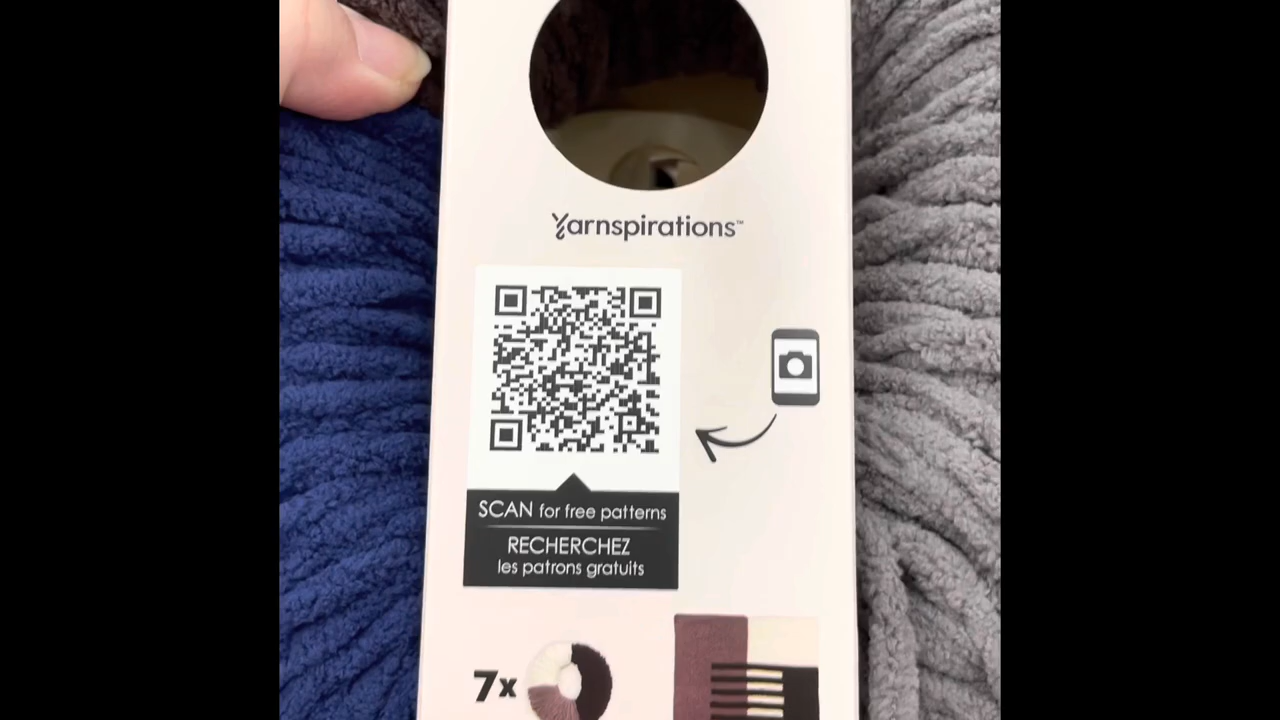 Yarnspirations™
SCAN for free patterns
RECHERCHEZ
les patrons gratuits
7x